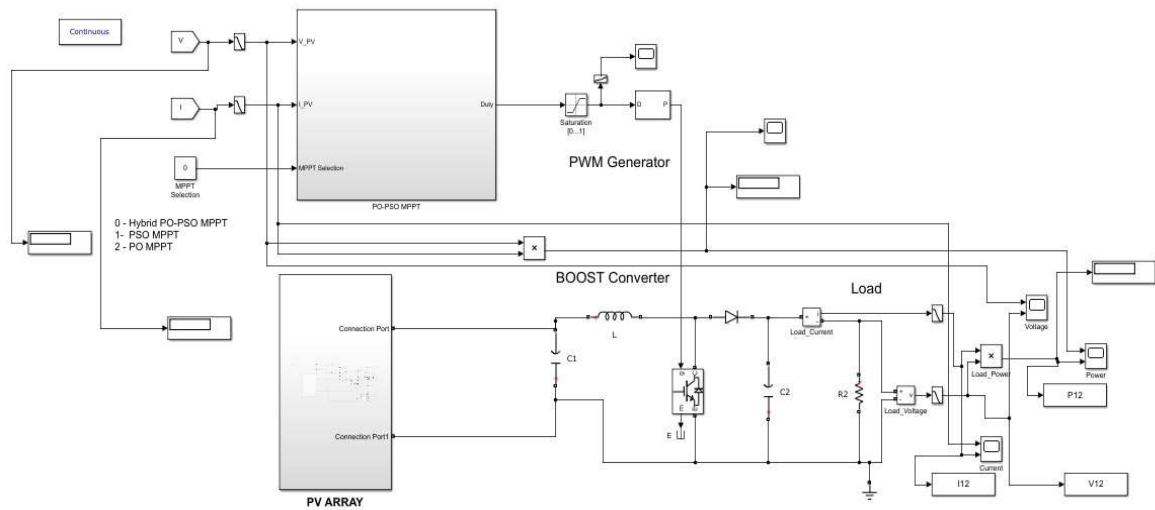 Continuous
V
V_PV
I
I_PV
Duty
Saturation
[0...1]
D
P
0
MPPT
Selection
MPPT Selection
PWM Generator
PO-PSO MPPT
0 - Hybrid PO-PSO MPPT
1- PSO MPPT
2 - PO MPPT
×
BOOST Converter
Load
Connection Port
L
C1
Load_Current
Voltage
×
Load_Power
Power
g
C
E
E
C2
R2
Load_Voltage
P12
Connection Port1
Current
I12
V12
PV ARRAY